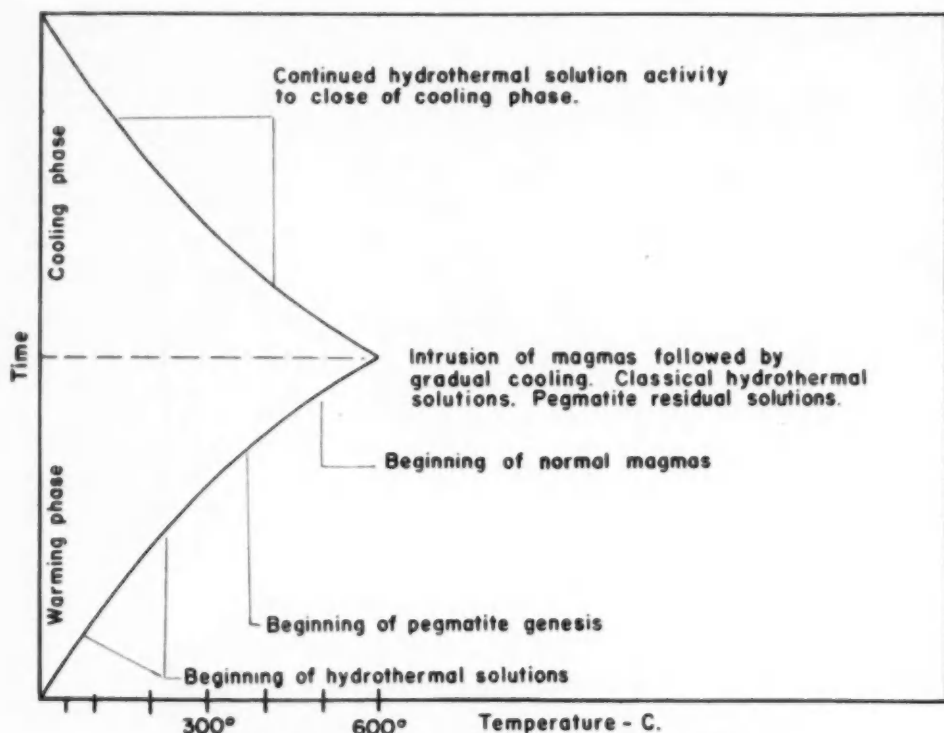 Continued hydrothermal solution activity
to close of cooling phase.
Cooling phase
Time
Intrusion of magmas followed by
gradual cooling. Classical hydrothermal
solutions. Pegmatite residual solutions.
Beginning of normal magmas
Warming phase
Beginning of pegmatite genesis
Beginning of hydrothermal solutions
300° 600° Temperature - C.